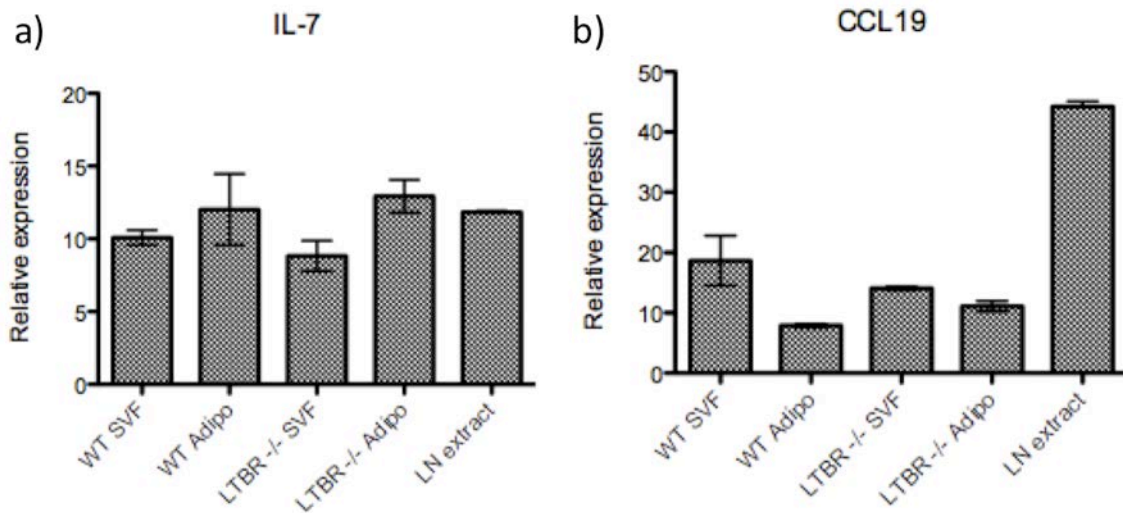 a)
IL-7
Relative expression
20
15
10
5
0
WT SVF
WT Adipo
LTBR -/- SVF
LTBR -/- Adipo
LN extract
b)
CCL19
Relative expression
50
40
30
20
10
0
WT SVF
WT Adipo
LTBR -/- SVF
LTBR -/- Adipo
LN extract